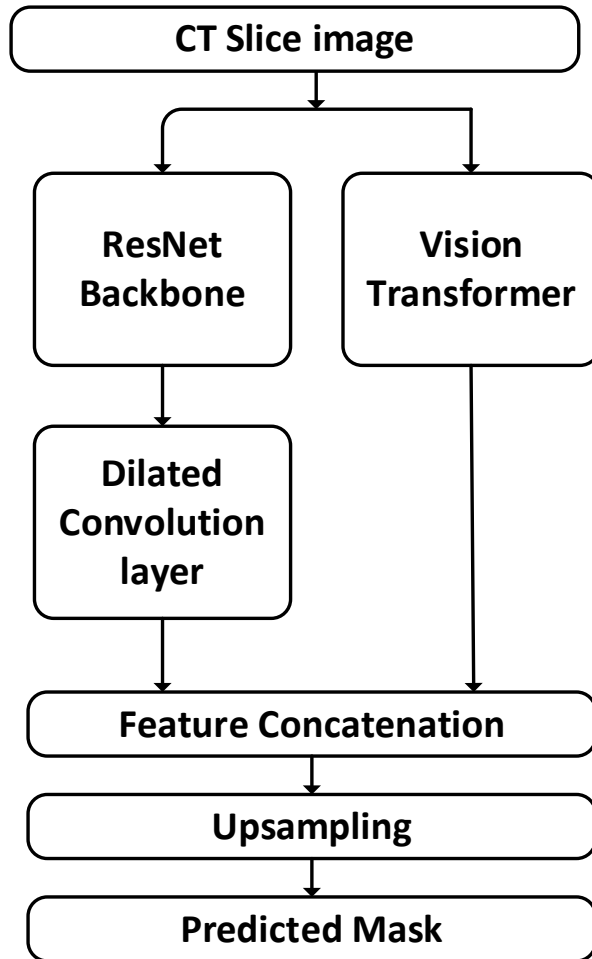 CT Slice image
ResNet
Backbone
Vision
Transformer
Dilated
Convolution
layer
Feature Concatenation
Upsampling
Predicted Mask